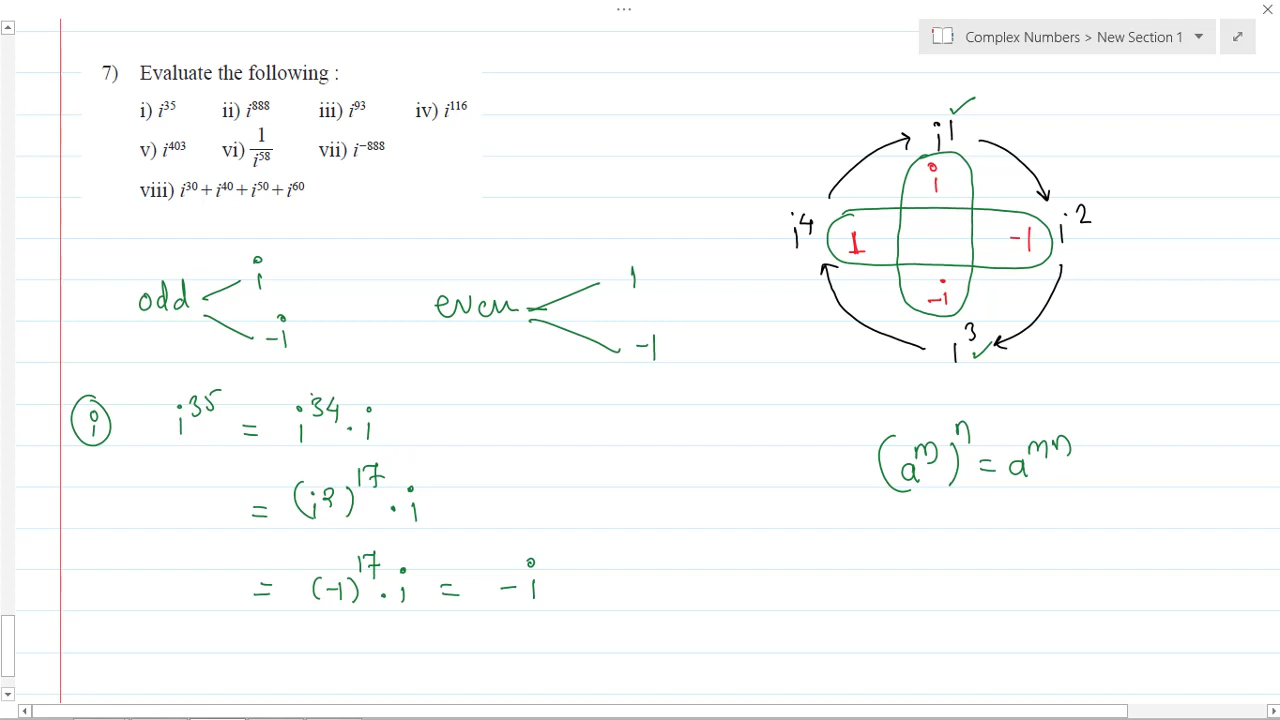 Complex Numbers > New Section 1
7) Evaluate the following :
i) i³⁵ ii) i⁸⁸⁸ iii) i⁹³ iv) i¹¹⁶
v) i⁴⁰³ vi) 1/i⁵⁸ vii) i⁻⁸⁸⁸
viii) i³⁰ + i⁴⁰ + i⁵⁰ + i⁶⁰
i1
i
i⁴ 1 -1 i²
-i
i³
odd i -i
even 1 -1
i i³⁵ = i³⁴ · i
= (i²)¹⁷ · i
= (-1)¹⁷ · i = -i
(aᵐ)ⁿ = aᵐⁿ